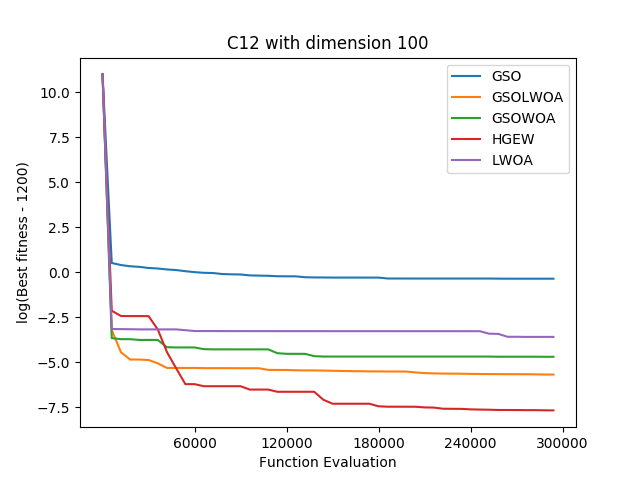 C12 with dimension 100
log(Best fitness - 1200)
10.0
7.5
5.0
2.5
0.0
−2.5
−5.0
−7.5
GSO
GSOLWOA
GSOWOA
HGEW
LWOA
60000 120000 180000 240000 300000
Function Evaluation